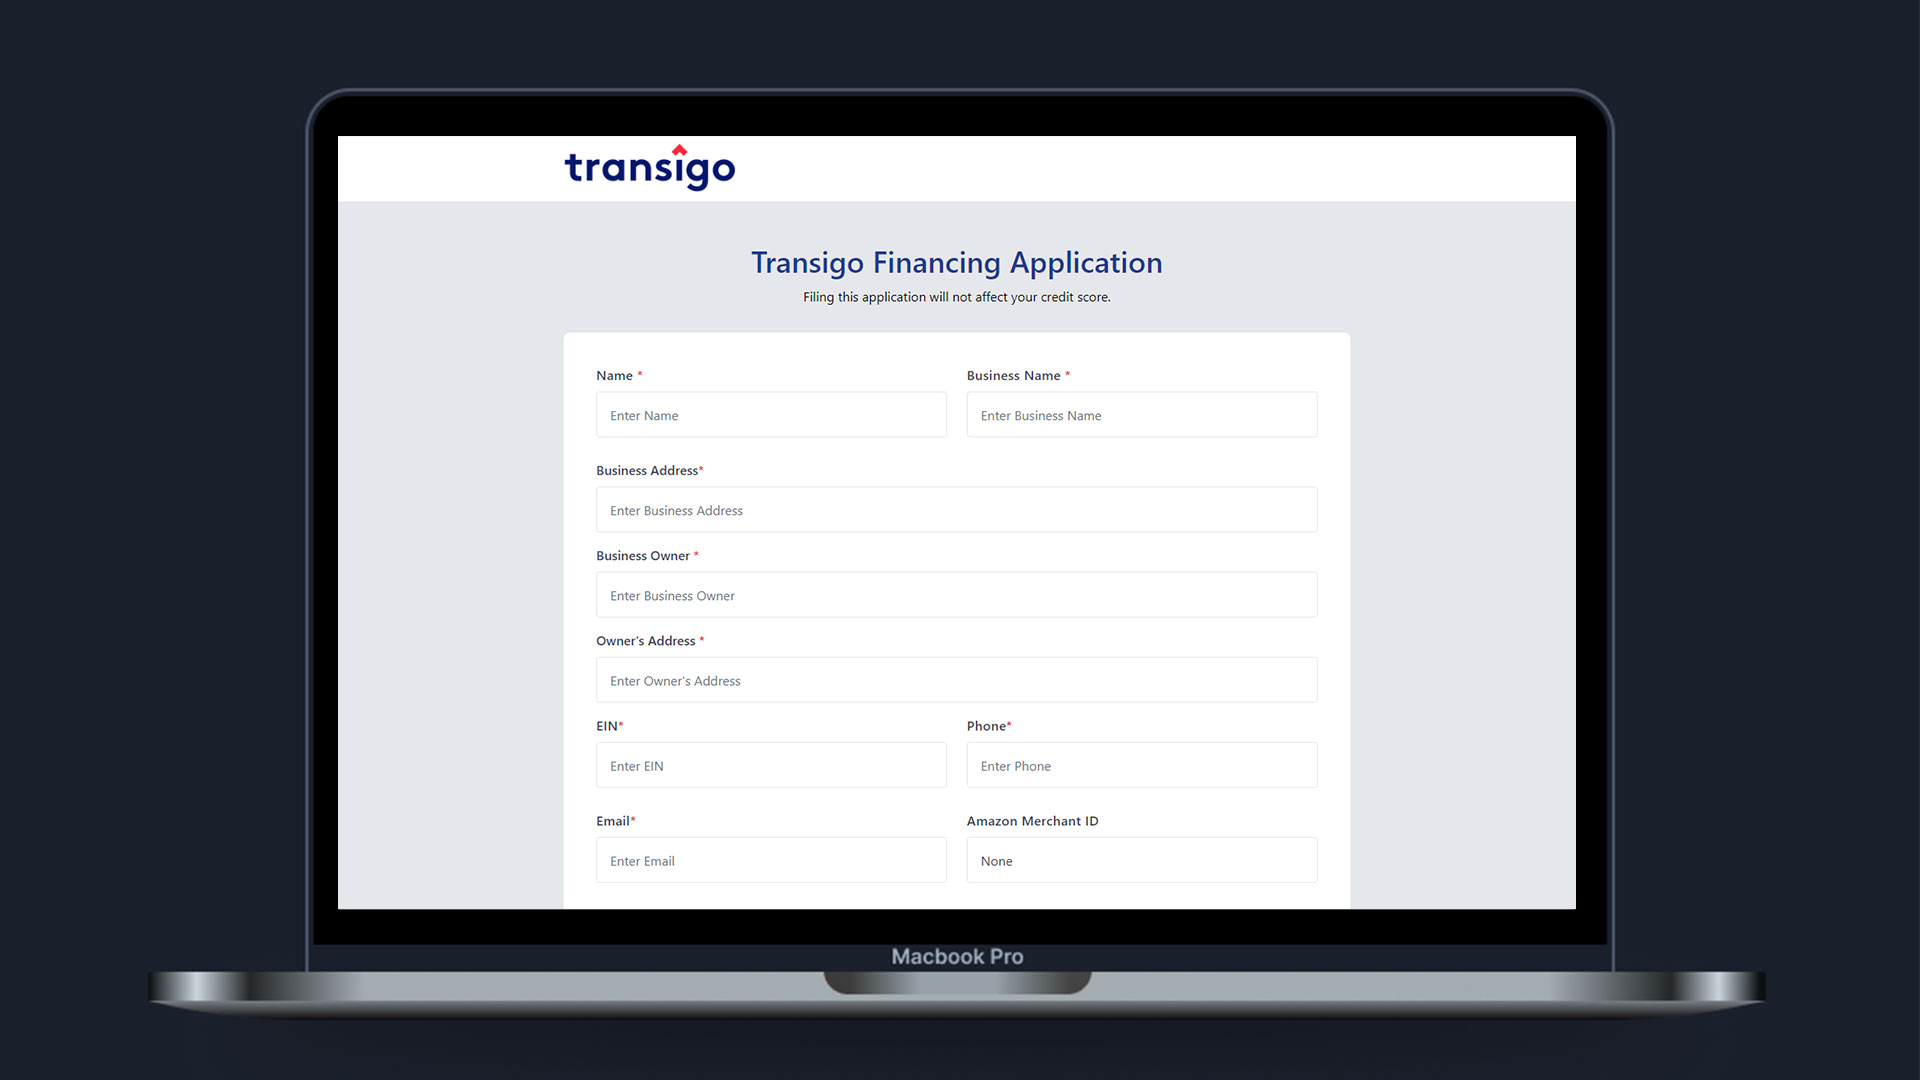 transigo
Transigo Financing Application
Filing this application will not affect your credit score.
Name * Business Name *
Enter Name Enter Business Name
Business Address*
Enter Business Address
Business Owner *
Enter Business Owner
Owner's Address *
Enter Owner's Address
EIN* Phone*
Enter EIN Enter Phone
Email* Amazon Merchant ID
Enter Email None
Macbook Pro